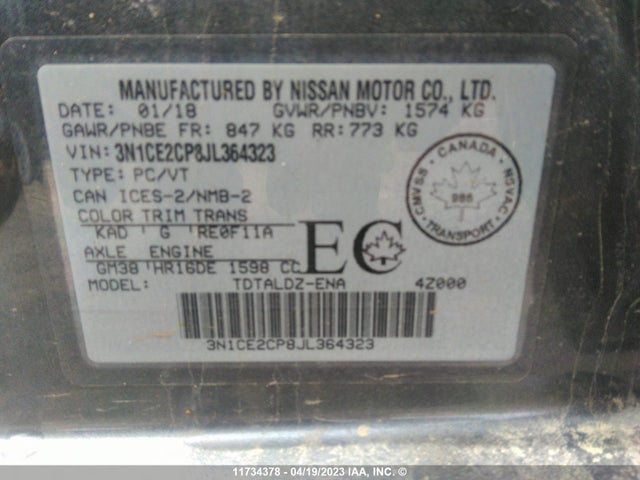 MANUFACTURED BY NISSAN MOTOR CO., LTD.
DATE: 01/18 GVWR/PNBV: 1574 KG
GAWR/PNBE FR: 847 KG RR: 773 KG
VIN: 3N1CE2CP8JL364323
TYPE: PC/VT
CAN ICES-2/NMB-2
COLOR TRIM TRANS
KAD ' G ' RE0F11A
AXLE ENGINE
GM38 ' HR16DE 1598 CC
MODEL: TDTALDZ-ENA 4Z000
EC
CANADA
CMVSS NSVAC
986
TRANSPORT
3N1CE2CP8JL364323
11734378 - 04/19/2023 IAA, INC. ©